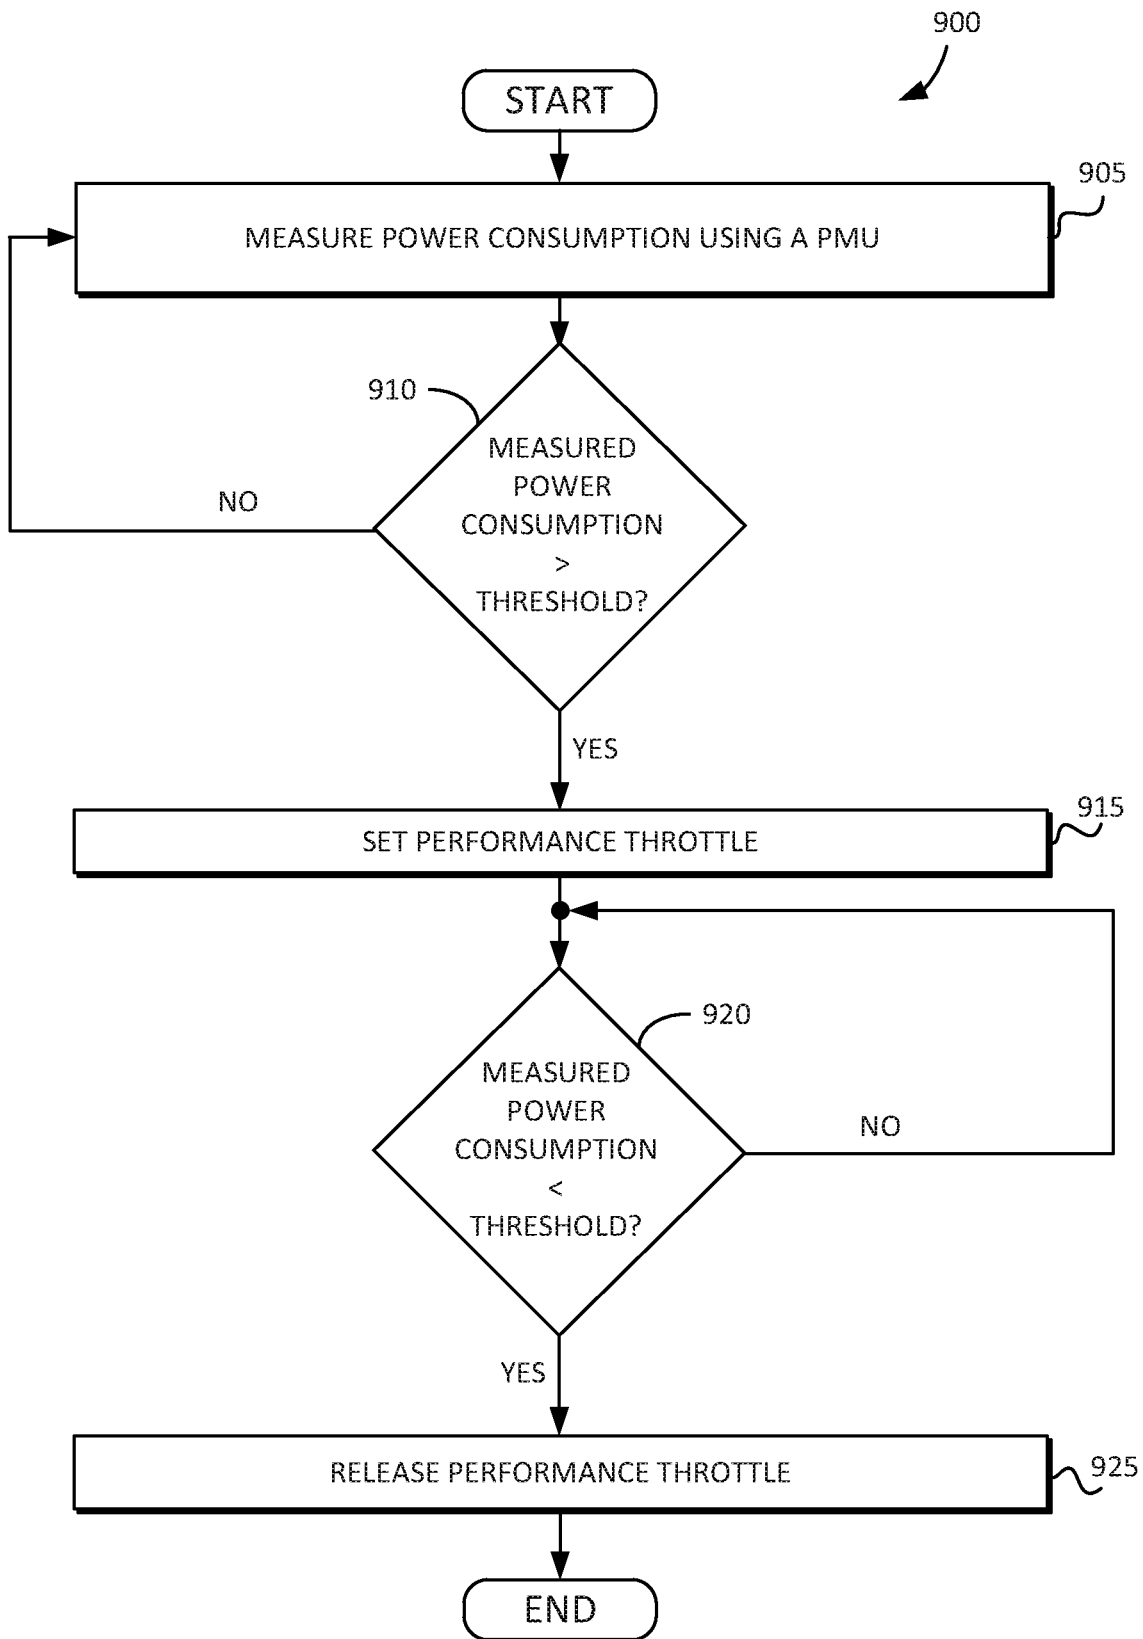 900
START
905
MEASURE POWER CONSUMPTION USING A PMU
910
MEASURED
POWER
CONSUMPTION
>
THRESHOLD?
NO
YES
915
SET PERFORMANCE THROTTLE
920
MEASURED
POWER
CONSUMPTION
<
THRESHOLD?
NO
YES
925
RELEASE PERFORMANCE THROTTLE
END